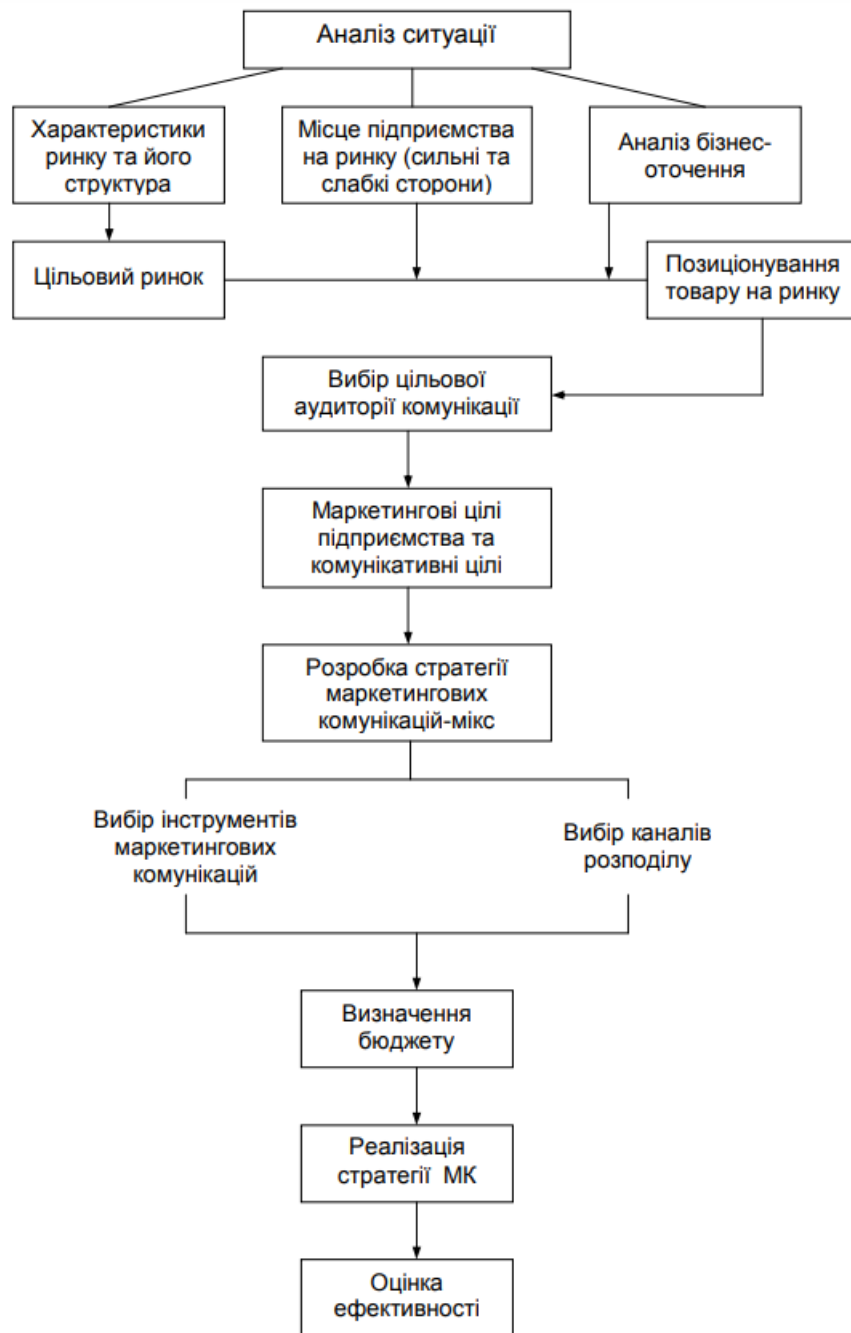 Аналіз ситуації
Характеристики
ринку та його
структура
Місце підприємства
на ринку (сильні та
слабкі сторони)
Аналіз бізнес-
оточення
Цільовий ринок
Позиціонування
товару на ринку
Вибір цільової
аудиторії комунікації
Маркетингові цілі
підприємства та
комунікативні цілі
Розробка стратегії
маркетингових
комунікацій-мікс
Вибір інструментів
маркетингових
комунікацій
Вибір каналів
розподілу
Визначення
бюджету
Реалізація
стратегії МК
Оцінка
ефективності